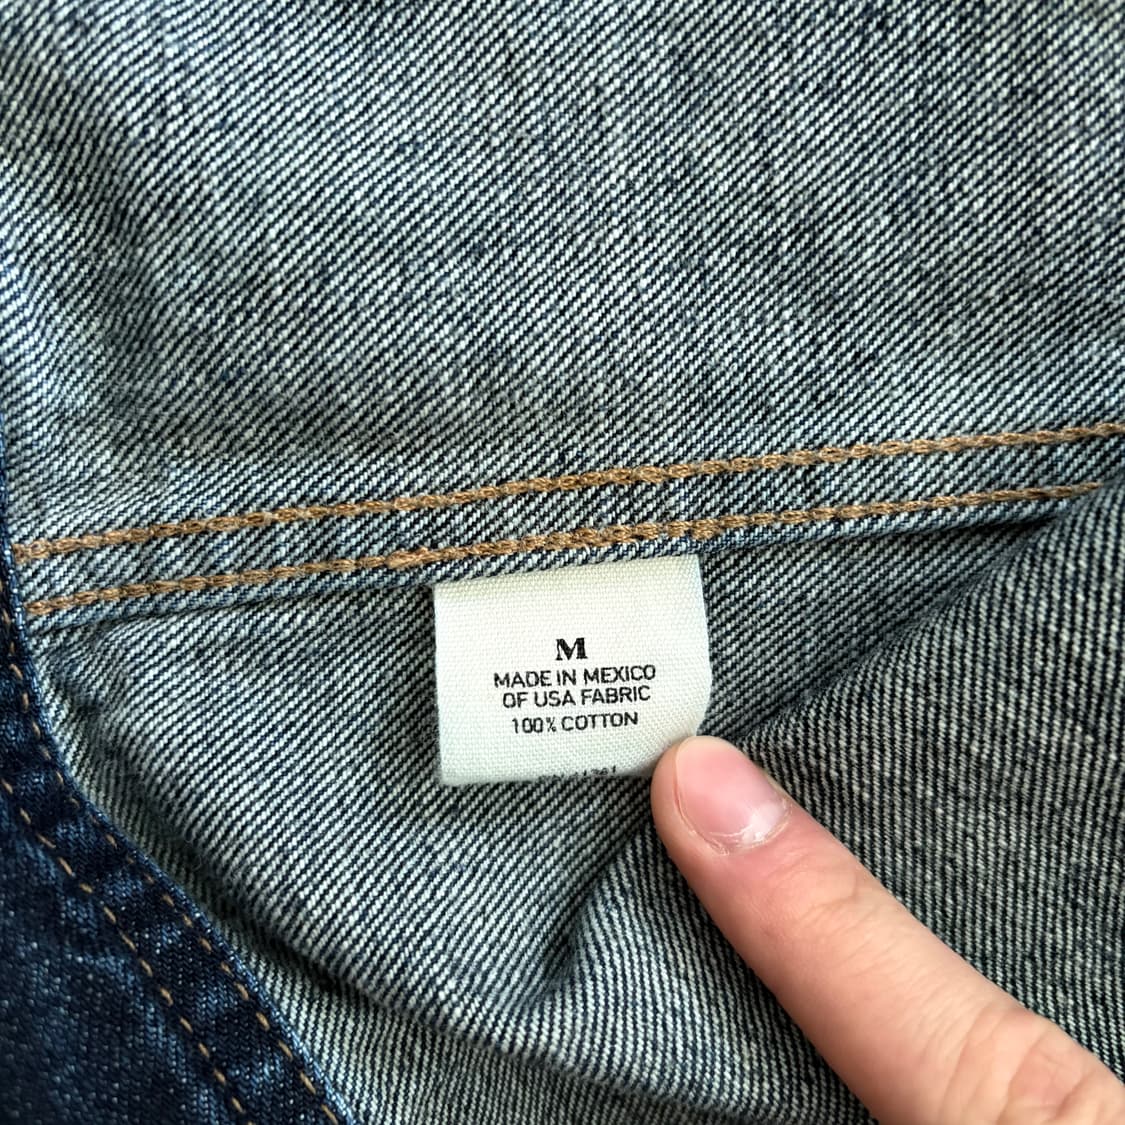 M
MADE IN MEXICO
OF USA FABRIC
100% COTTON